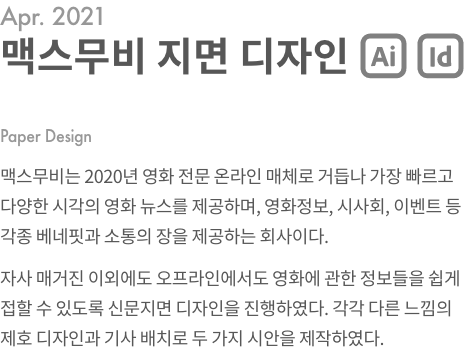 Apr. 2021
맥스무비 지면 디자인 Ai Id
Paper Design
맥스무비는 2020년 영화 전문 온라인 매체로 거듭나 가장 빠르고
다양한 시각의 영화 뉴스를 제공하며, 영화정보, 시사회, 이벤트 등
각종 베네핏과 소통의 장을 제공하는 회사이다.
자사 매거진 이외에도 오프라인에서도 영화에 관한 정보들을 쉽게
접할 수 있도록 신문지면 디자인을 진행하였다. 각각 다른 느낌의
제호 디자인과 기사 배치로 두 가지 시안을 제작하였다.